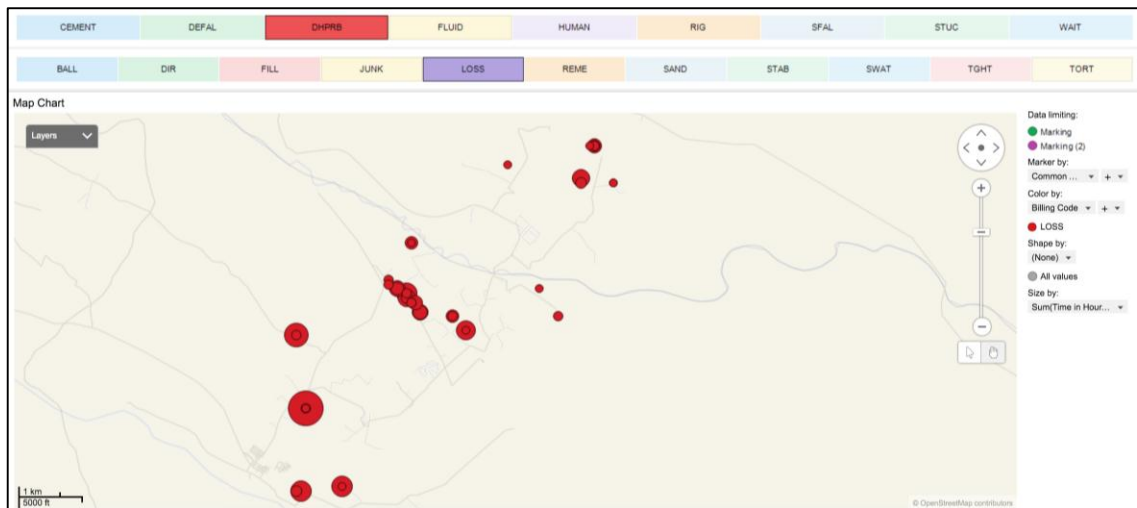 CEMENT DEFAL DHPRB FLUID HUMAN RIG SFAL STUC WAIT
BALL DIR FILL JUNK LOSS REME SAND STAB SWAT TGHT TORT
Map Chart
Layers
Data limiting:
Marking
Marking (2)
Marker by:
Common ... +
Color by:
Billing Code +
LOSS
Shape by:
(None)
All values
Size by:
Sum(Time in Hour...
1 km
5000 ft
© OpenStreetMap contributors